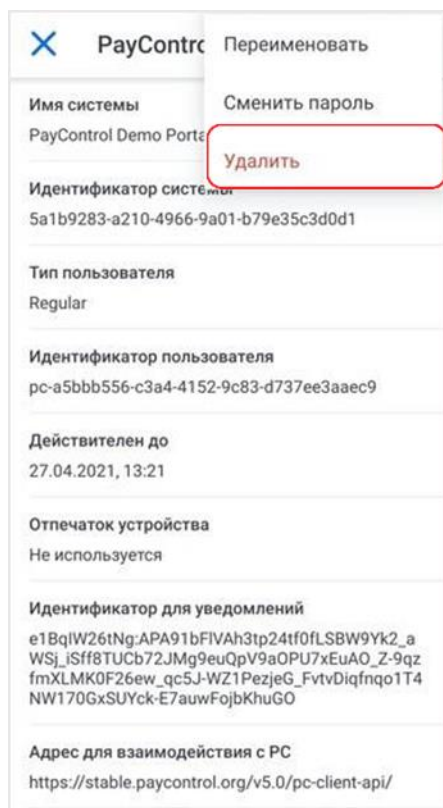 PayContro
Переименовать
Сменить пароль
Удалить
Имя системы
PayControl Demo Porta
Идентификатор системы
5a1b9283-a210-4966-9a01-b79e35c3d0d1
Тип пользователя
Regular
Идентификатор пользователя
pc-a5bbb556-c3a4-4152-9c83-d737ee3aaec9
Действителен до
27.04.2021, 13:21
Отпечаток устройства
Не используется
Идентификатор для уведомлений
e1BqIW26tNg:APA91bFlVAh3tp24tf0fLSBW9Yk2_a
WSj_iSff8TUCb72JMg9euQpV9aOPU7xEuAO_Z-9qz
fmXLMK0F26ew_qc5J-WZ1PezjeG_FvtvDiqfnqo1T4
NW170GxSUYck-E7auwFojbKhuGO
Адрес для взаимодействия с PC
https://stable.paycontrol.org/v5.0/pc-client-api/